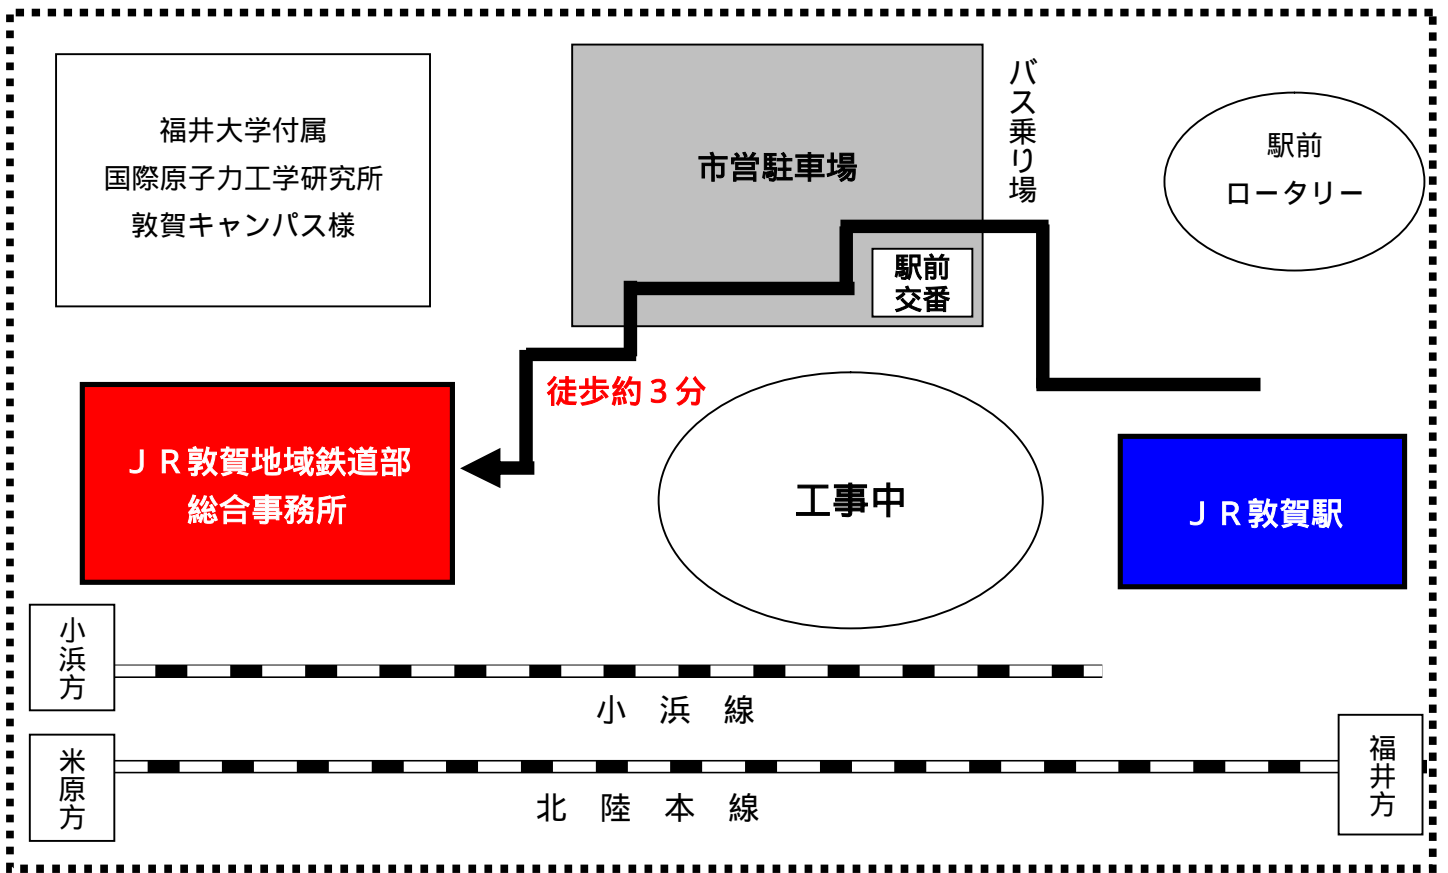 福井大学付属
国際原子力工学研究所
敦賀キャンパス様
市営駐車場
バス乗り場
駅前
ロータリー
駅前
交番
徒歩約３分
ＪＲ敦賀地域鉄道部
総合事務所
工事中
ＪＲ敦賀駅
小浜方
小浜線
米原方
福井方
北陸本線